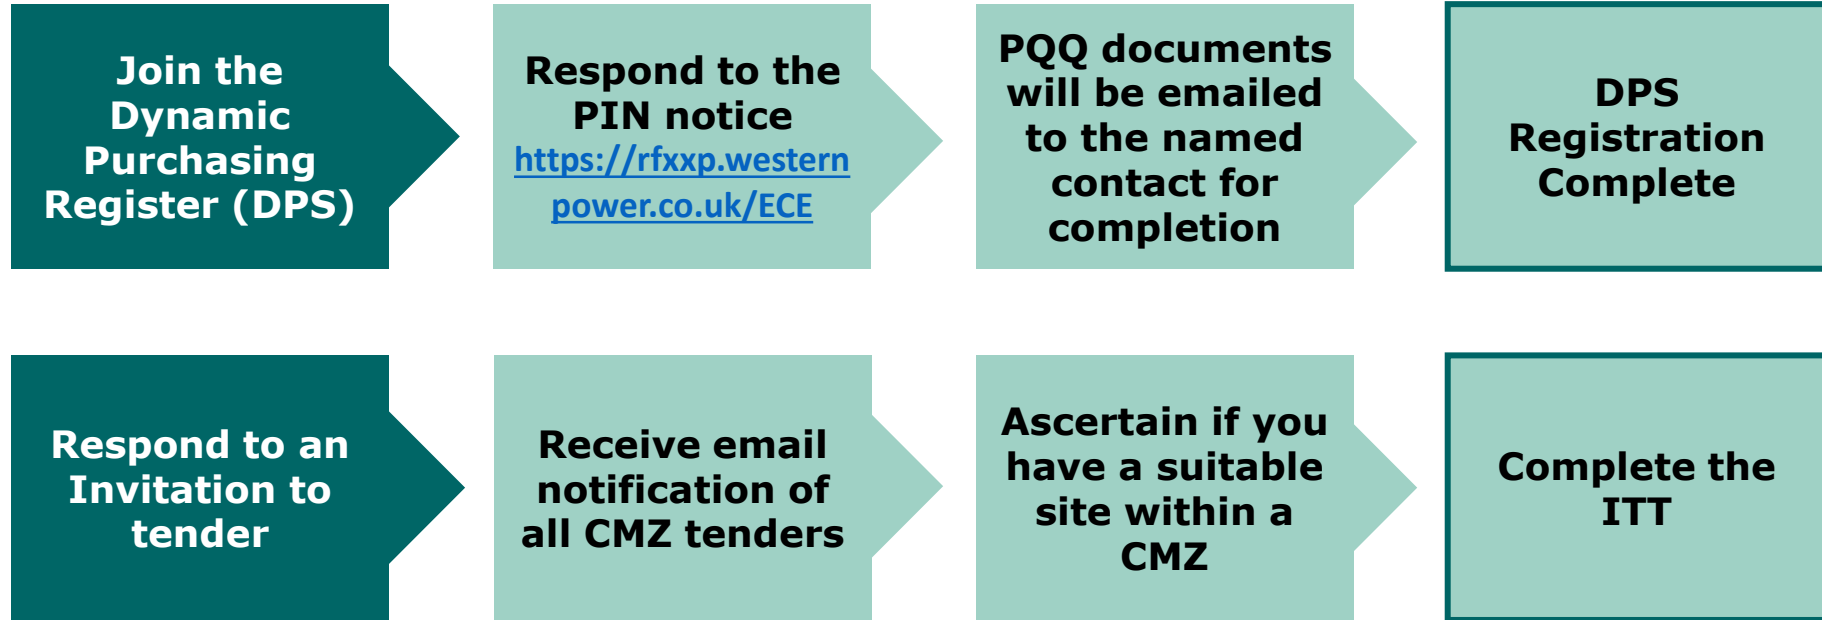 Join the
Dynamic
Purchasing
Register (DPS)
Respond to the
PIN notice
https://rfxxp.western
power.co.uk/ECE
PQQ documents
will be emailed
to the named
contact for
completion
DPS
Registration
Complete
Respond to an
Invitation to
tender
Receive email
notification of
all CMZ tenders
Ascertain if you
have a suitable
site within a
CMZ
Complete the
ITT